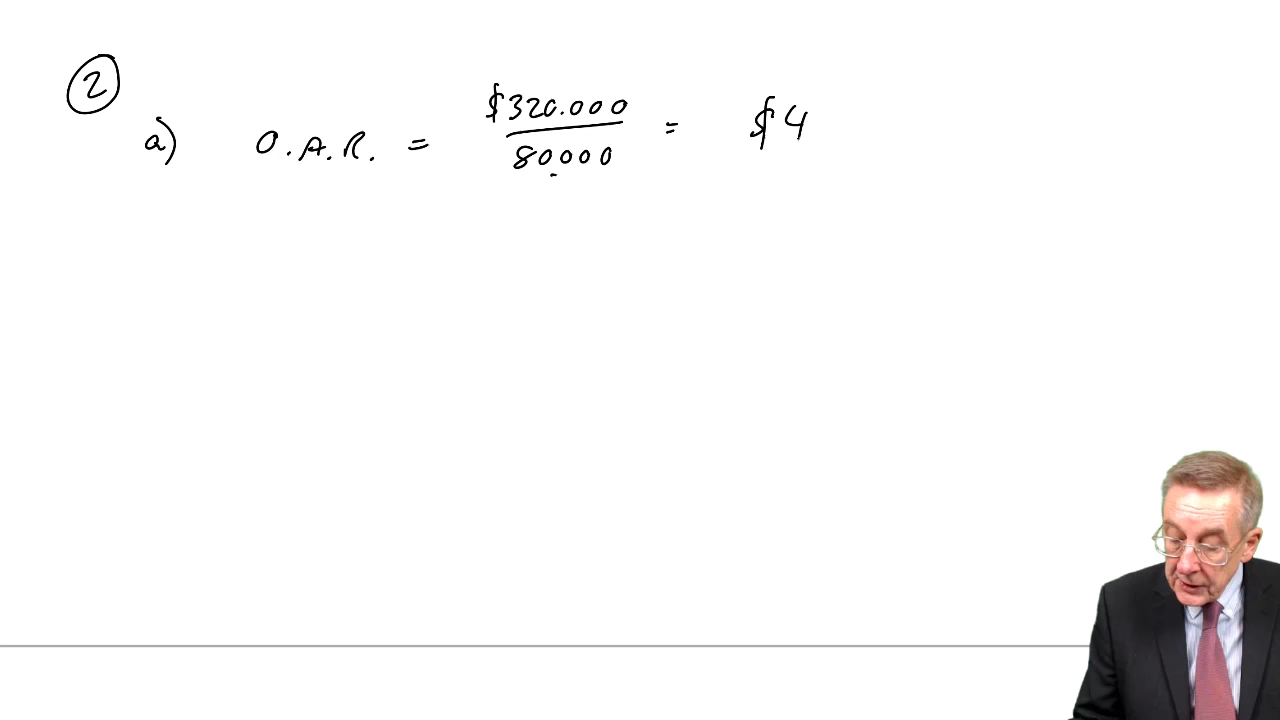 2
a) O.A.R. = $320.000 / 80000 = $4